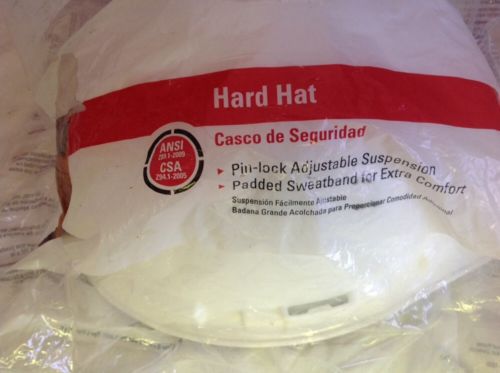 Hard Hat
Casco de Seguridad
ANSI
Z89.1-2009
CSA
Z94.1-2005
▸ Pin-lock Adjustable Suspension
▸ Padded Sweatband for Extra Comfort
Suspensión Fácilmente Ajustable
Badana Grande Acolchada para Proporcionar Comodidad Adicional